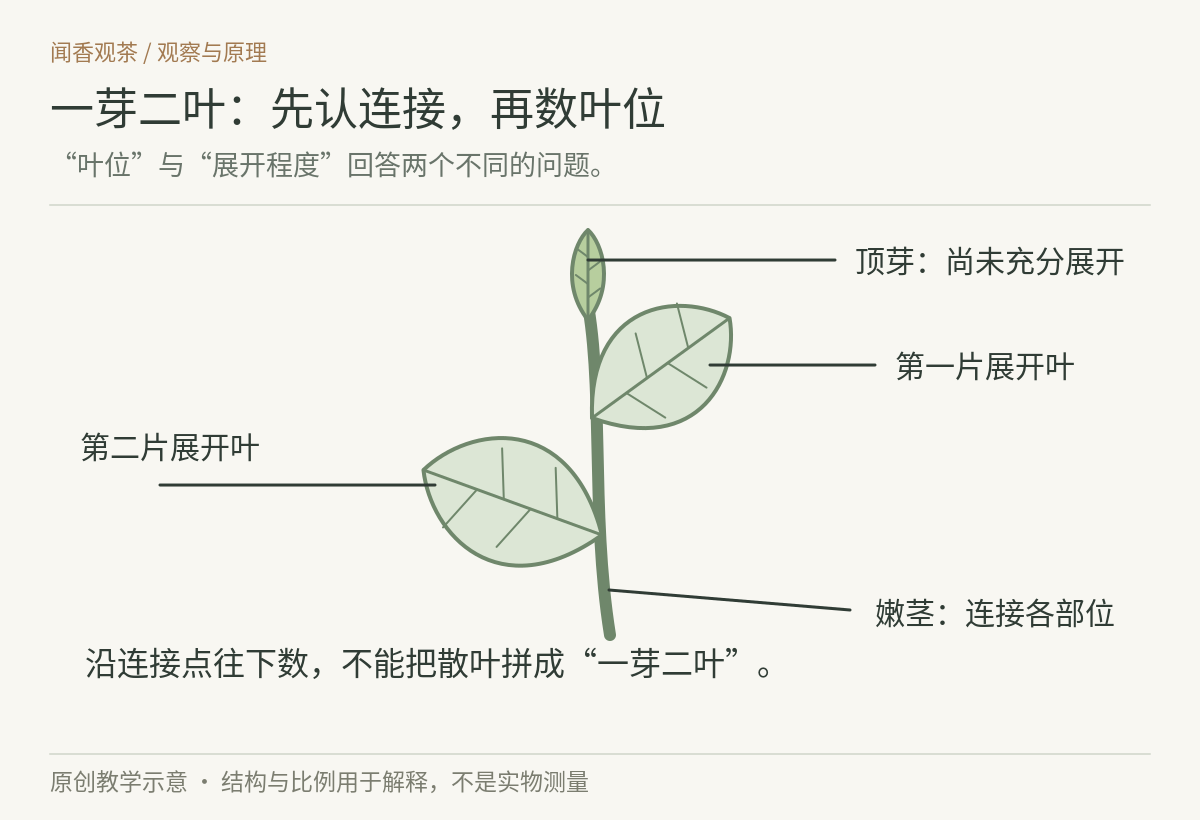 闻香观茶 / 观察与原理
一芽二叶：先认连接，再数叶位
“叶位”与“展开程度”回答两个不同的问题。
顶芽：尚未充分展开
第一片展开叶
第二片展开叶
嫩茎：连接各部位
沿连接点往下数，不能把散叶拼成“一芽二叶”。
原创教学示意 · 结构与比例用于解释，不是实物测量